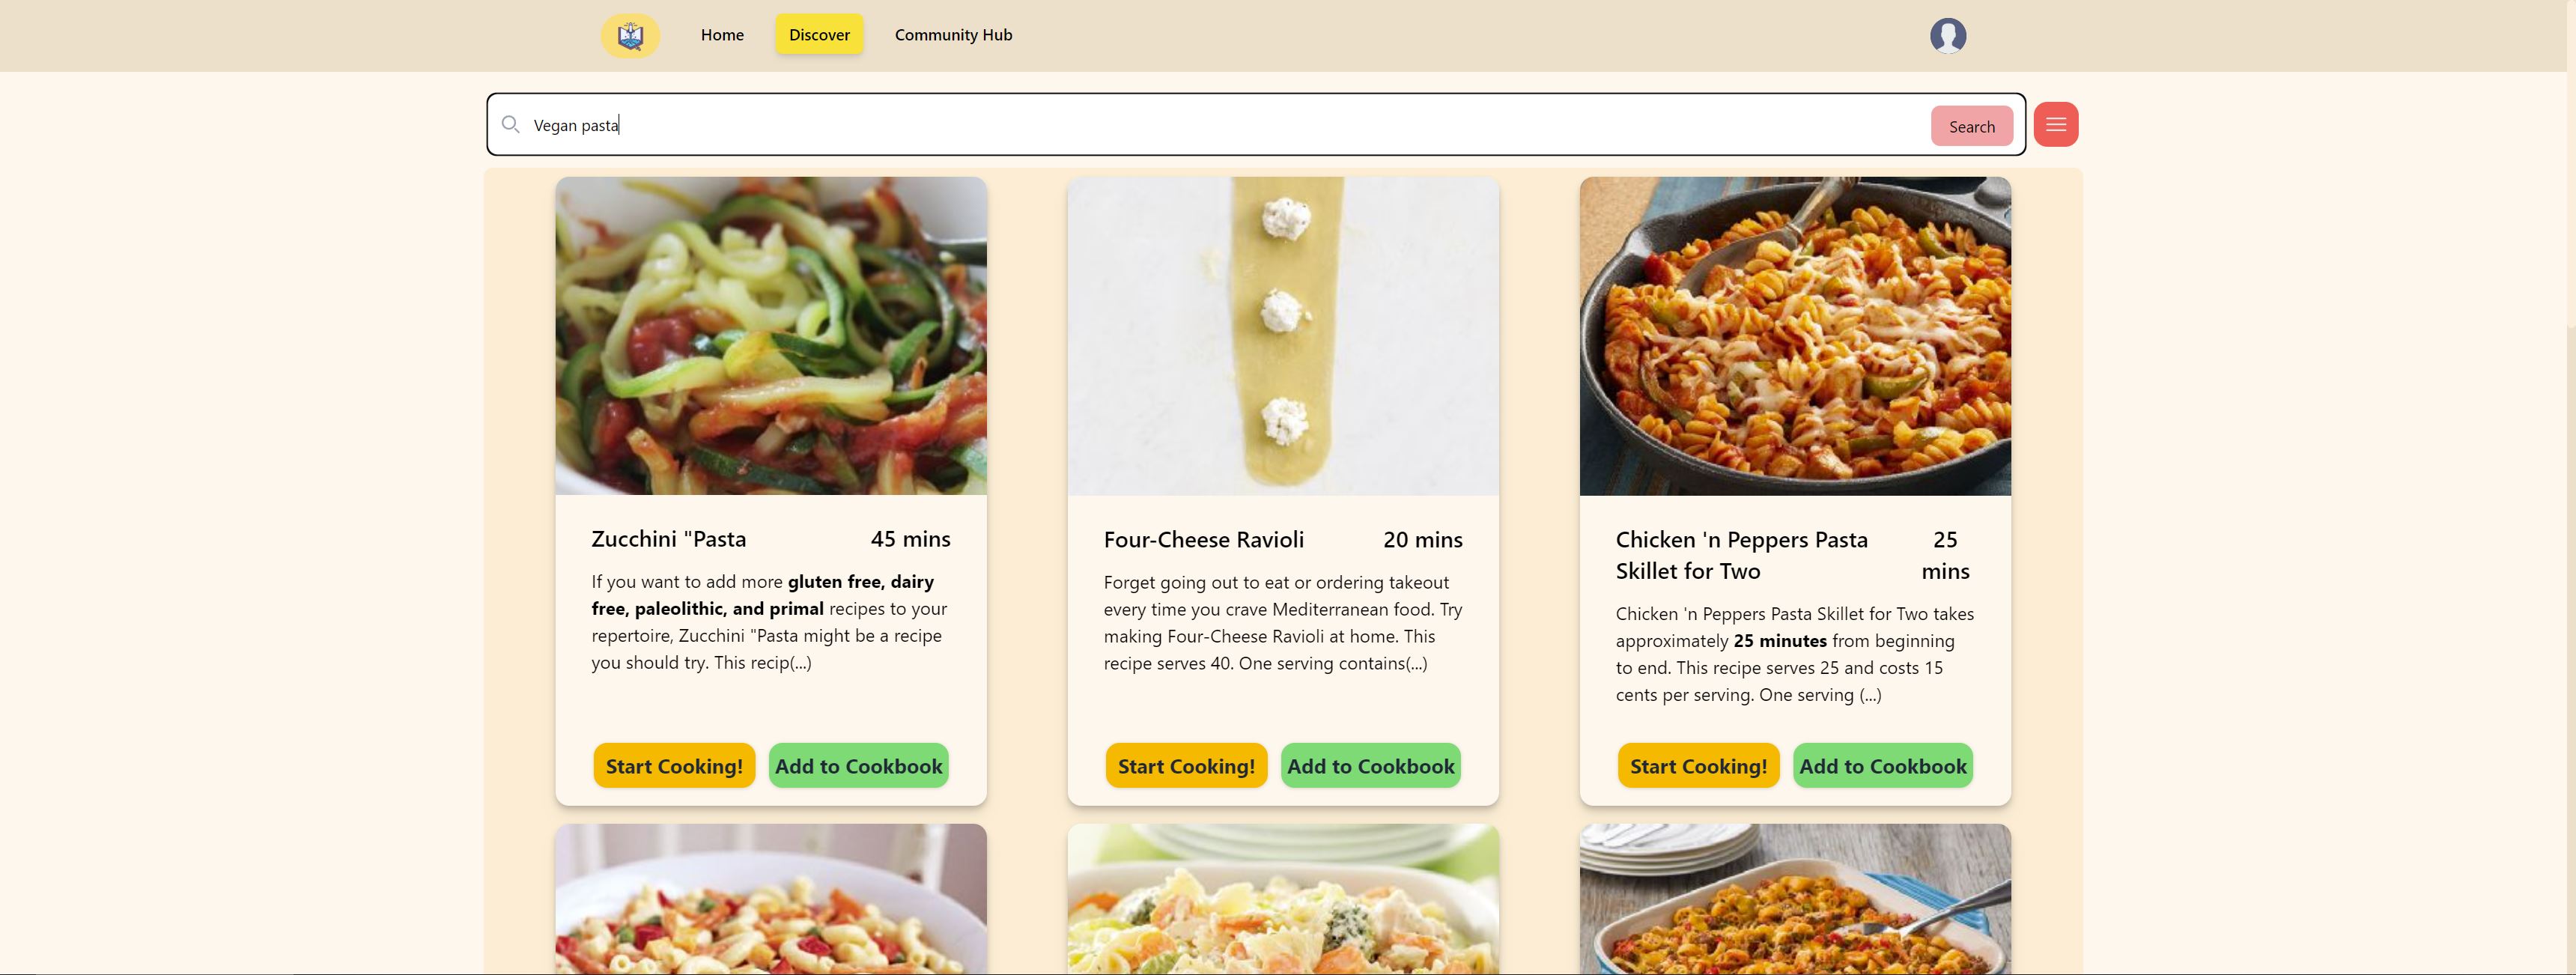 Home
Discover
Community Hub
Vegan pasta
Search
Zucchini "Pasta
45 mins
If you want to add more gluten free, dairy
free, paleolithic, and primal recipes to your
repertoire, Zucchini "Pasta might be a recipe
you should try. This recip(...)
Start Cooking!
Add to Cookbook
Four-Cheese Ravioli
20 mins
Forget going out to eat or ordering takeout
every time you crave Mediterranean food. Try
making Four-Cheese Ravioli at home. This
recipe serves 40. One serving contains(...)
Start Cooking!
Add to Cookbook
Chicken 'n Peppers Pasta
Skillet for Two
25
mins
Chicken 'n Peppers Pasta Skillet for Two takes
approximately 25 minutes from beginning
to end. This recipe serves 25 and costs 15
cents per serving. One serving (...)
Start Cooking!
Add to Cookbook